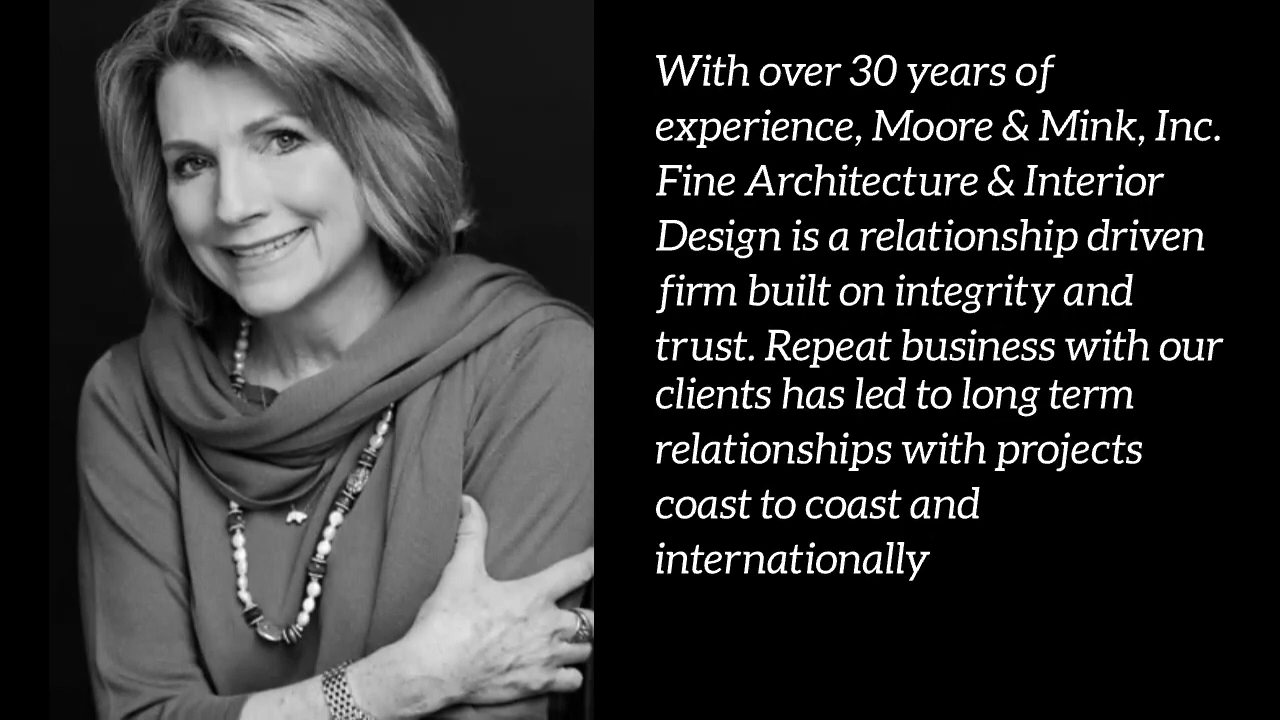 With over 30 years of
experience, Moore & Mink, Inc.
Fine Architecture & Interior
Design is a relationship driven
firm built on integrity and
trust. Repeat business with our
clients has led to long term
relationships with projects
coast to coast and
internationally